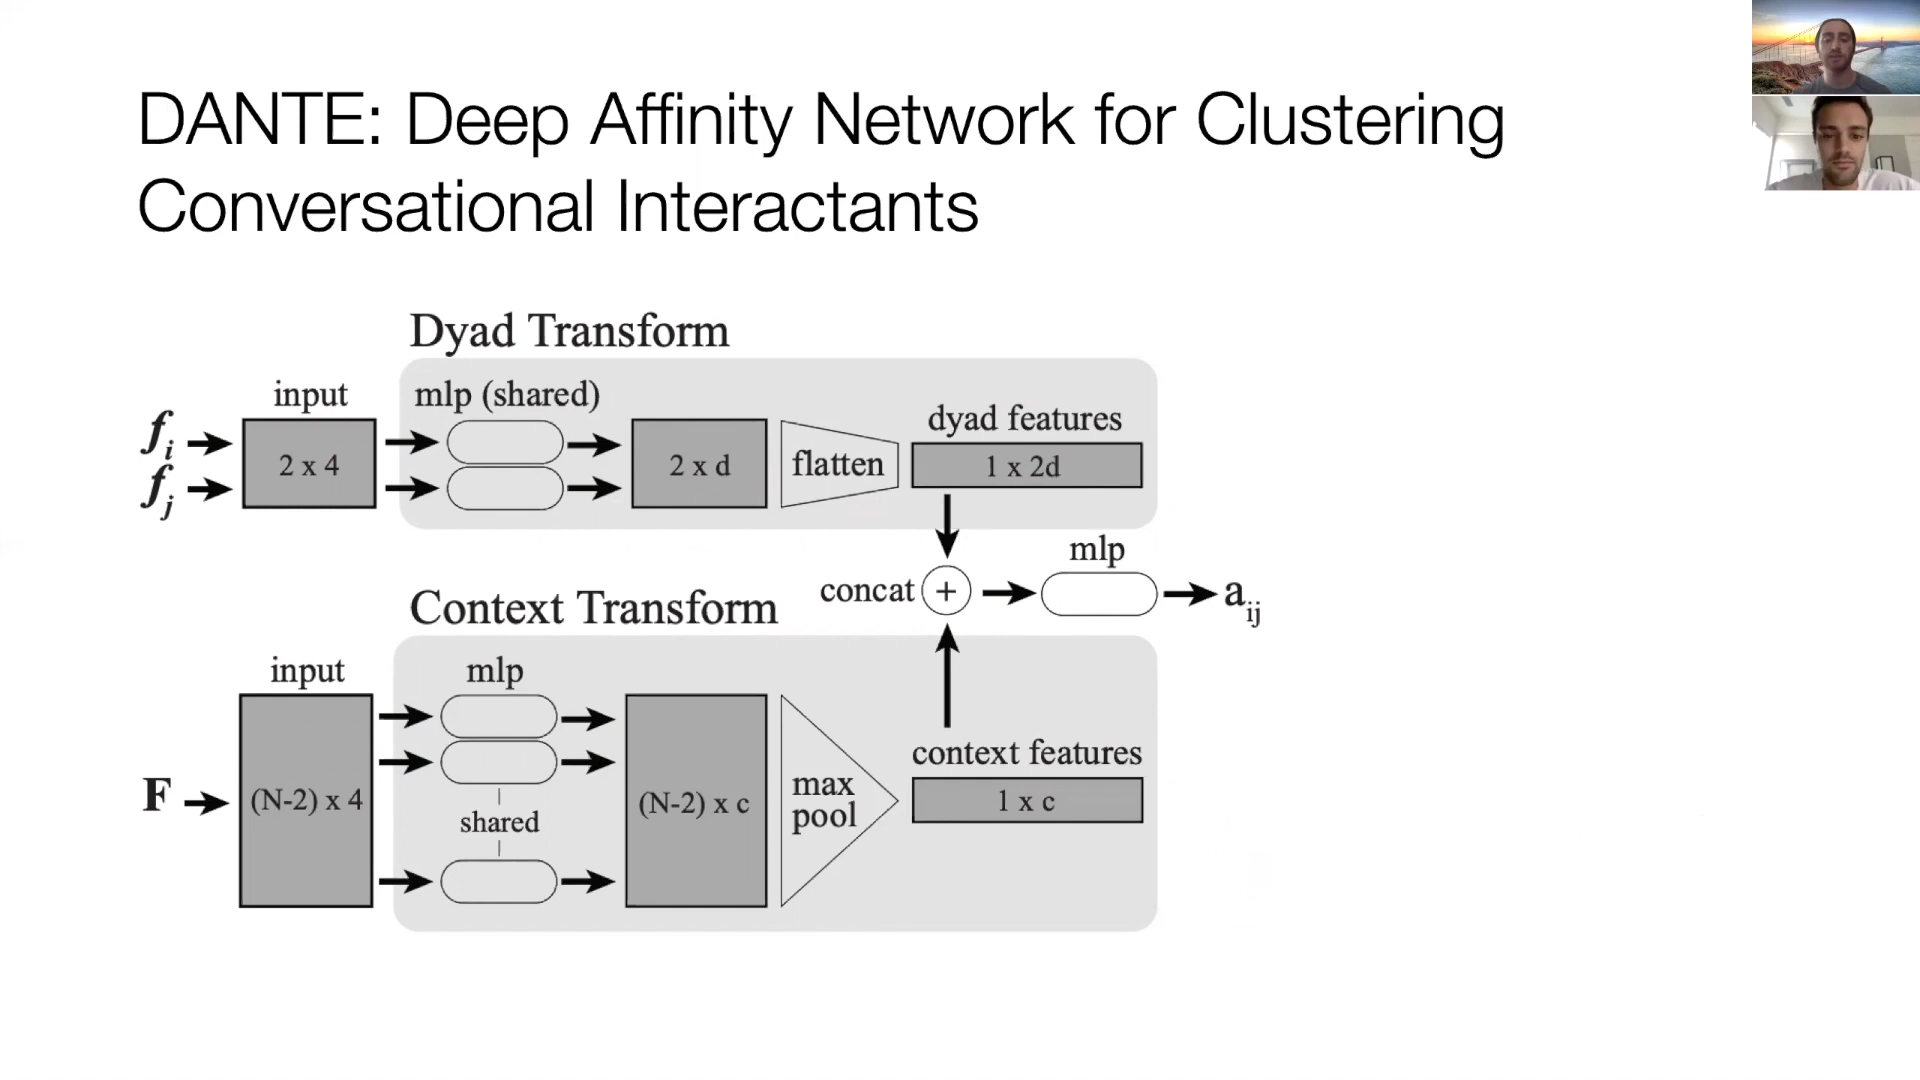 DANTE: Deep Affinity Network for Clustering
Conversational Interactants
Dyad Transform
input
mlp (shared)
dyad features
f_i
f_j
2 x 4
2 x d
flatten
1 x 2d
mlp
concat
+
a_ij
Context Transform
input
mlp
context features
F
(N-2) x 4
shared
(N-2) x c
max
pool
1 x c